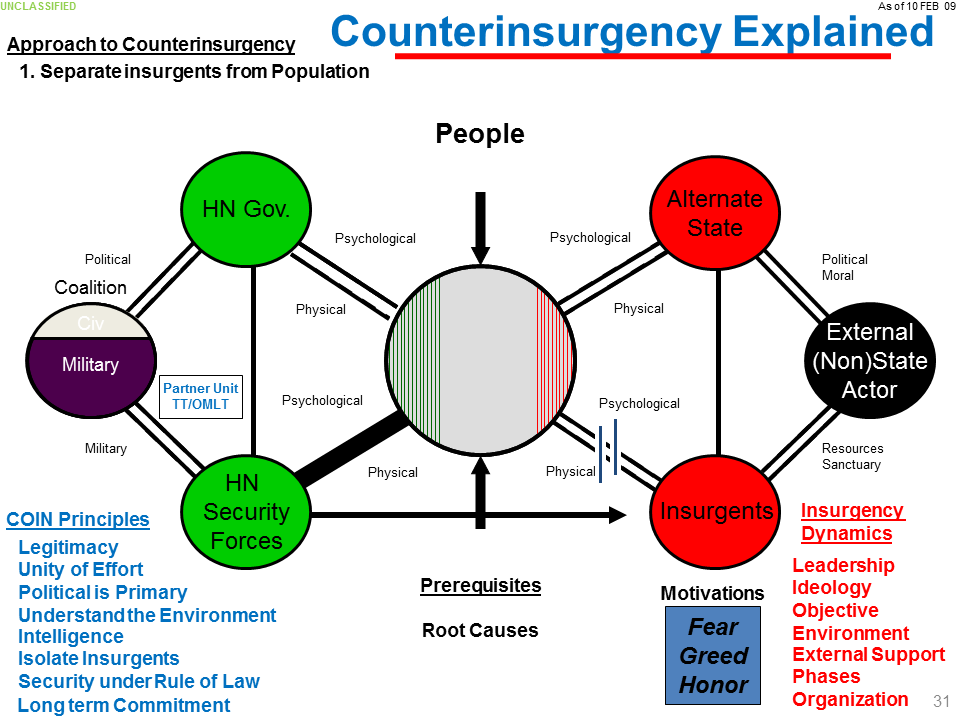 UNCLASSIFIED
As of 10 FEB 09
Counterinsurgency Explained
Approach to Counterinsurgency
1. Separate insurgents from Population
People
HN Gov.
Alternate
State
Psychological
Psychological
Political
Political
Moral
Coalition
Physical
Physical
Civ
Military
External
(Non)State
Actor
Partner Unit
TT/OMLT
Psychological
Psychological
Military
Physical
Physical
Resources
Sanctuary
HN
Security
Forces
Insurgents
COIN Principles
Legitimacy
Unity of Effort
Political is Primary
Understand the Environment
Intelligence
Isolate Insurgents
Security under Rule of Law
Long term Commitment
Prerequisites
Root Causes
Motivations
Fear
Greed
Honor
Insurgency
Dynamics
Leadership
Ideology
Objective
Environment
External Support
Phases
Organization
31